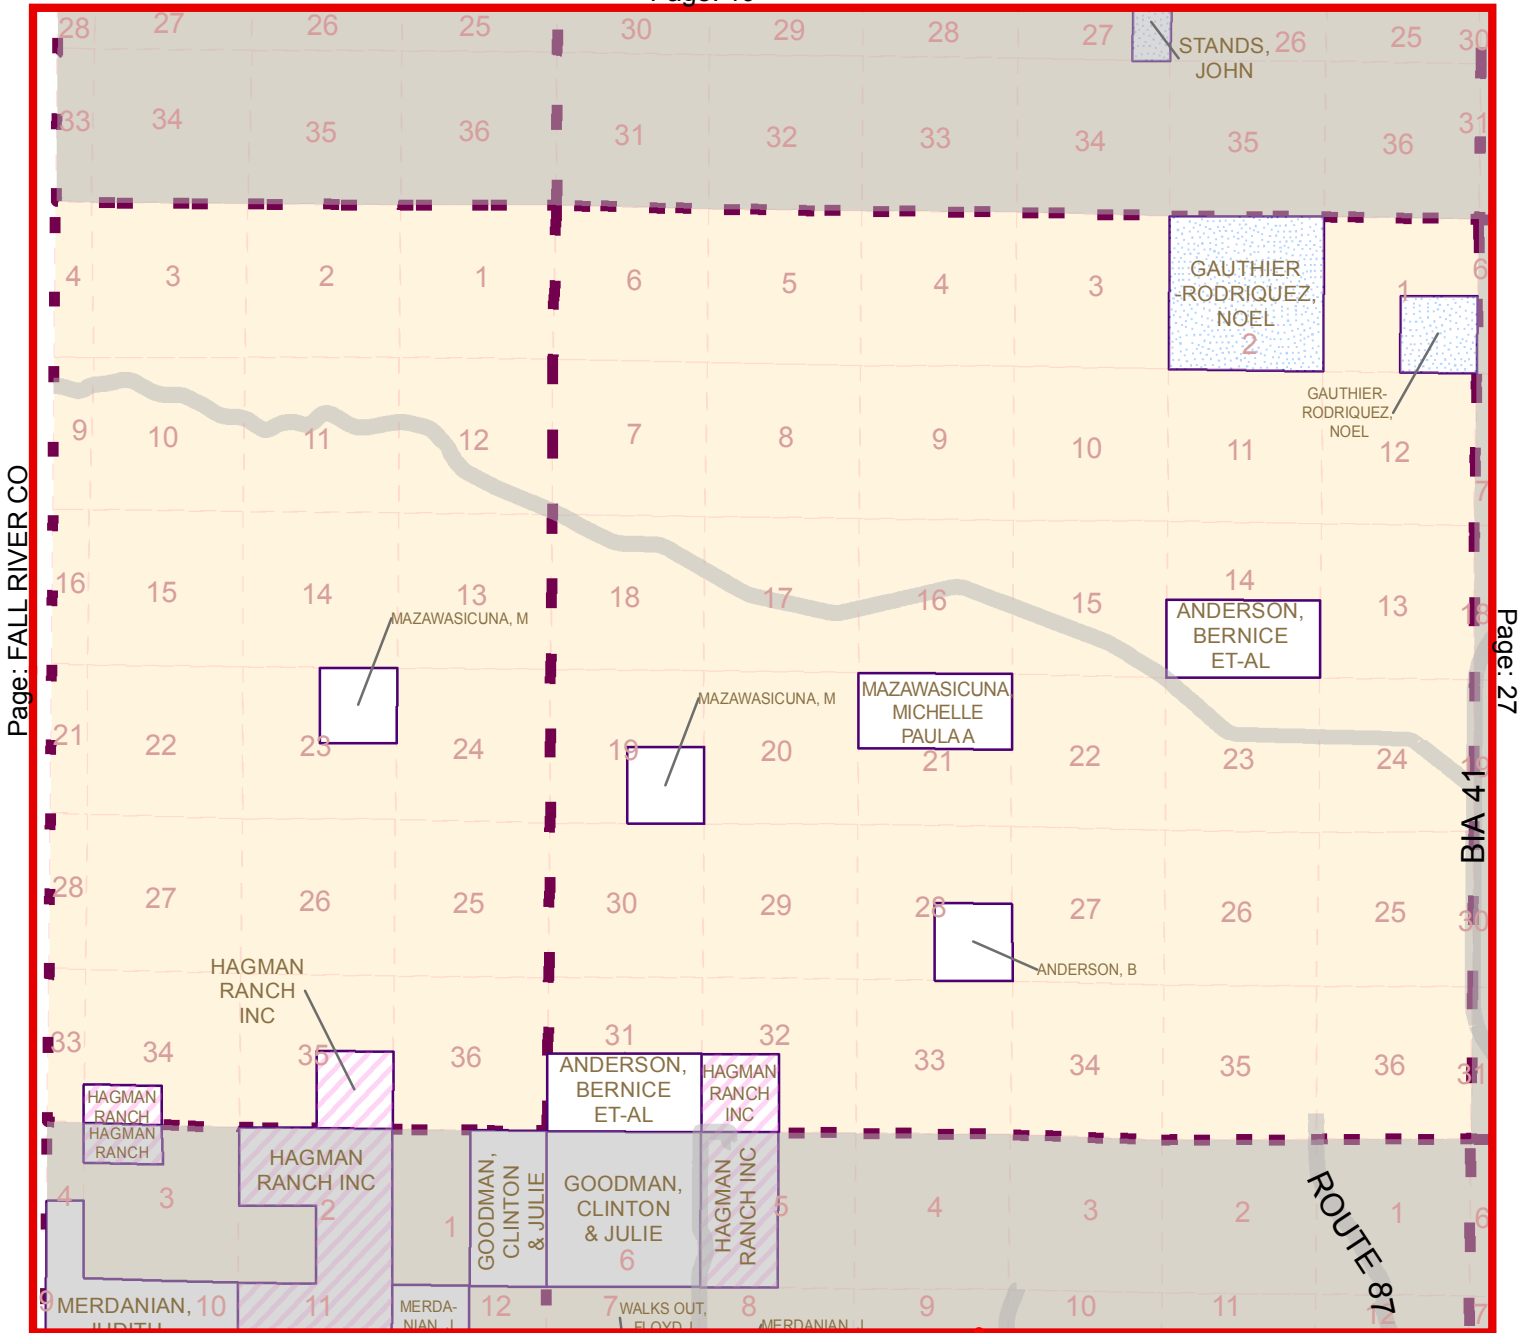 28 27 26 25 30 29 28 27 26 25 30
STANDS,
JOHN
33 34 35 36 31 32 33 34 35 36 31
4 3 2 1 6 5 4 3 1 6
GAUTHIER
-RODRIQUEZ,
NOEL
2
GAUTHIER-
RODRIQUEZ,
NOEL
9 10 11 12 7 8 9 10 11 12 7
16 15 14 13 18 17 16 15 14 13 18
MAZAWASICUNA, M
ANDERSON,
BERNICE
ET-AL
MAZAWASICUNA, M
MAZAWASICUNA,
MICHELLE
PAULA A
21 22 23 24 19 20 21 22 23 24 19
Page: FALL RIVER CO
Page: 27
BIA 41
28 27 26 25 30 29 28 27 26 25 30
ANDERSON, B
HAGMAN
RANCH
INC
33 34 35 36 31 32 33 34 35 36 31
HAGMAN
RANCH
ANDERSON,
BERNICE
ET-AL
HAGMAN
RANCH
INC
HAGMAN
RANCH
HAGMAN
RANCH INC
GOODMAN,
CLINTON
& JULIE
GOODMAN,
CLINTON
& JULIE
HAGMAN
RANCH INC
4 3 2 1 6 5 4 3 2 1 6
ROUTE 87
9 10 11 12 7 8 9 10 11 12 7
MERDANIAN,
JUDITH
MERDA-
NIAN, J
WALKS OUT,
FLOYD J
MERDANIAN, J